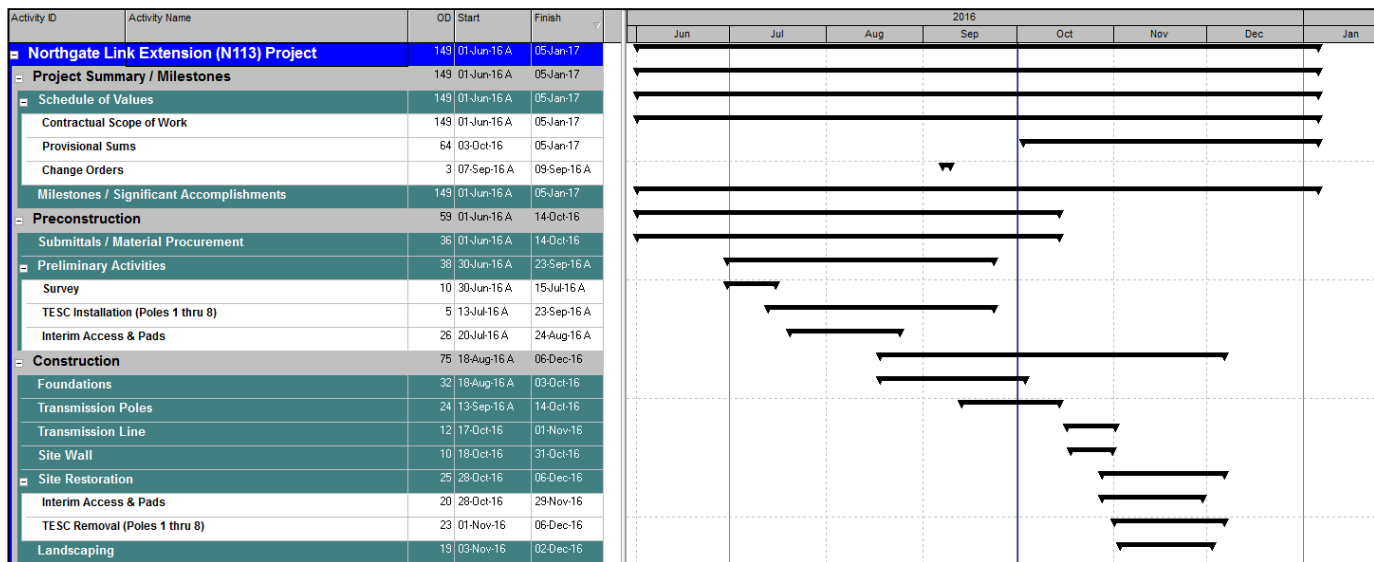 Activity ID Activity Name OD Start Finish 2016
Jun Jul Aug Sep Oct Nov Dec Jan
Northgate Link Extension (N113) Project 149 01-Jun-16 A 05-Jan-17
Project Summary / Milestones 149 01-Jun-16 A 05-Jan-17
Schedule of Values 149 01-Jun-16 A 05-Jan-17
Contractual Scope of Work 149 01-Jun-16 A 05-Jan-17
Provisional Sums 64 03-Oct-16 05-Jan-17
Change Orders 3 07-Sep-16 A 09-Sep-16 A
Milestones / Significant Accomplishments 149 01-Jun-16 A 05-Jan-17
Preconstruction 59 01-Jun-16 A 14-Oct-16
Submittals / Material Procurement 36 01-Jun-16 A 14-Oct-16
Preliminary Activities 38 30-Jun-16 A 23-Sep-16 A
Survey 10 30-Jun-16 A 15-Jul-16 A
TESC Installation (Poles 1 thru 8) 5 13-Jul-16 A 23-Sep-16 A
Interim Access & Pads 26 20-Jul-16 A 24-Aug-16 A
Construction 75 18-Aug-16 A 06-Dec-16
Foundations 32 18-Aug-16 A 03-Oct-16
Transmission Poles 24 13-Sep-16 A 14-Oct-16
Transmission Line 12 17-Oct-16 01-Nov-16
Site Wall 10 18-Oct-16 31-Oct-16
Site Restoration 25 28-Oct-16 06-Dec-16
Interim Access & Pads 20 28-Oct-16 29-Nov-16
TESC Removal (Poles 1 thru 8) 23 01-Nov-16 06-Dec-16
Landscaping 19 03-Nov-16 02-Dec-16